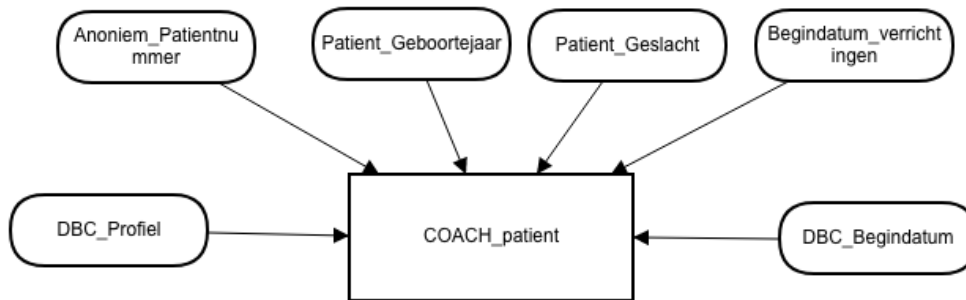 Anoniem_Patientnu
mmer
Patient_Geboortejaar
Patient_Geslacht
Begindatum_verricht
ingen
DBC_Profiel
COACH_patient
DBC_Begindatum